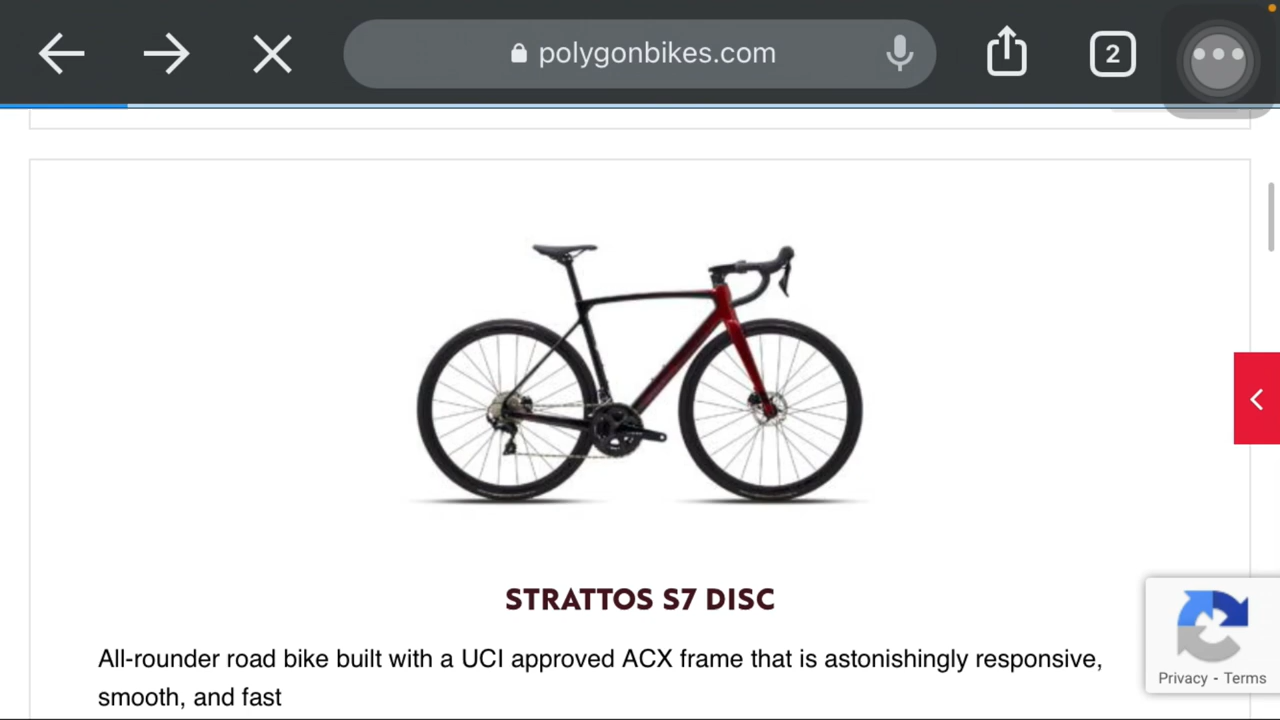 polygonbikes.com
2
STRATTOS S7 DISC
All-rounder road bike built with a UCI approved ACX frame that is astonishingly responsive,
smooth, and fast
Privacy - Terms